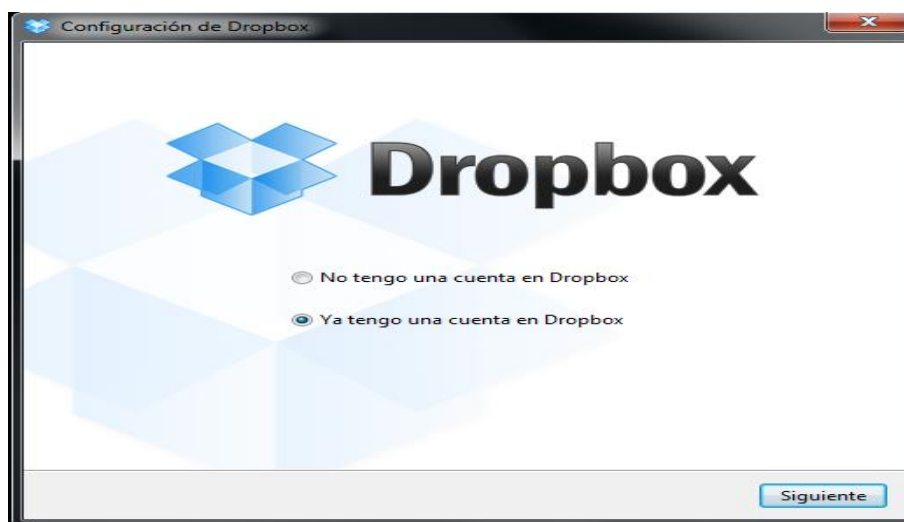 Configuración de Dropbox
Dropbox
No tengo una cuenta en Dropbox
Ya tengo una cuenta en Dropbox
Siguiente